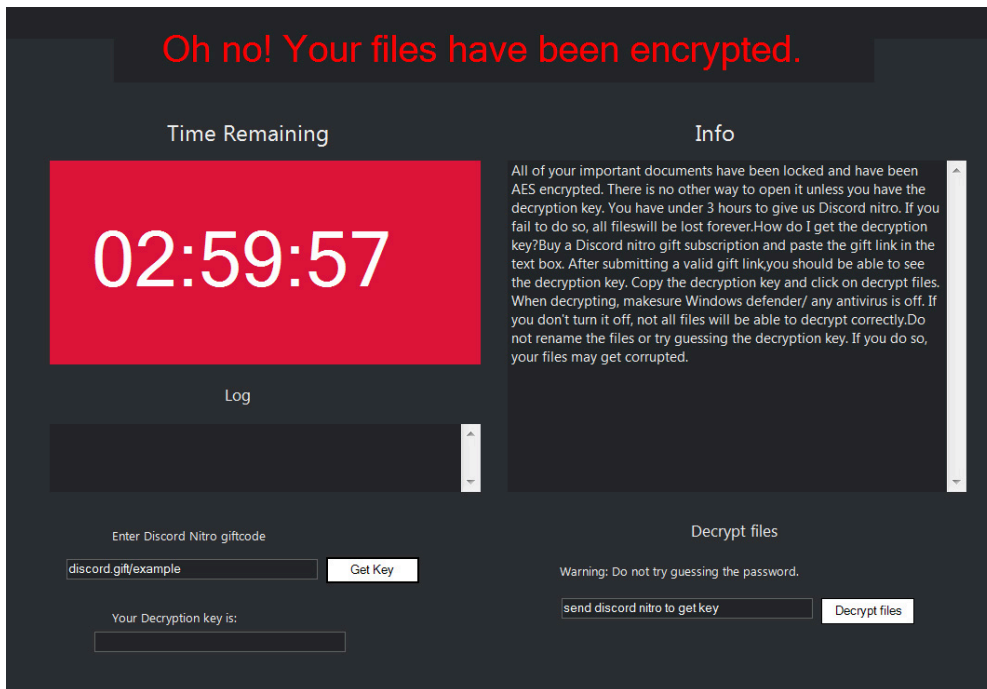 Oh no! Your files have been encrypted.
Time Remaining
02:59:57
Log
Enter Discord Nitro giftcode
discord.gift/example
Get Key
Your Decryption key is:
Info
All of your important documents have been locked and have been
AES encrypted. There is no other way to open it unless you have the
decryption key. You have under 3 hours to give us Discord nitro. If you
fail to do so, all fileswill be lost forever.How do I get the decryption
key?Buy a Discord nitro gift subscription and paste the gift link in the
text box. After submitting a valid gift link,you should be able to see
the decryption key. Copy the decryption key and click on decrypt files.
When decrypting, makesure Windows defender/ any antivirus is off. If
you don't turn it off, not all files will be able to decrypt correctly.Do
not rename the files or try guessing the decryption key. If you do so,
your files may get corrupted.
Decrypt files
Warning: Do not try guessing the password.
send discord nitro to get key
Decrypt files